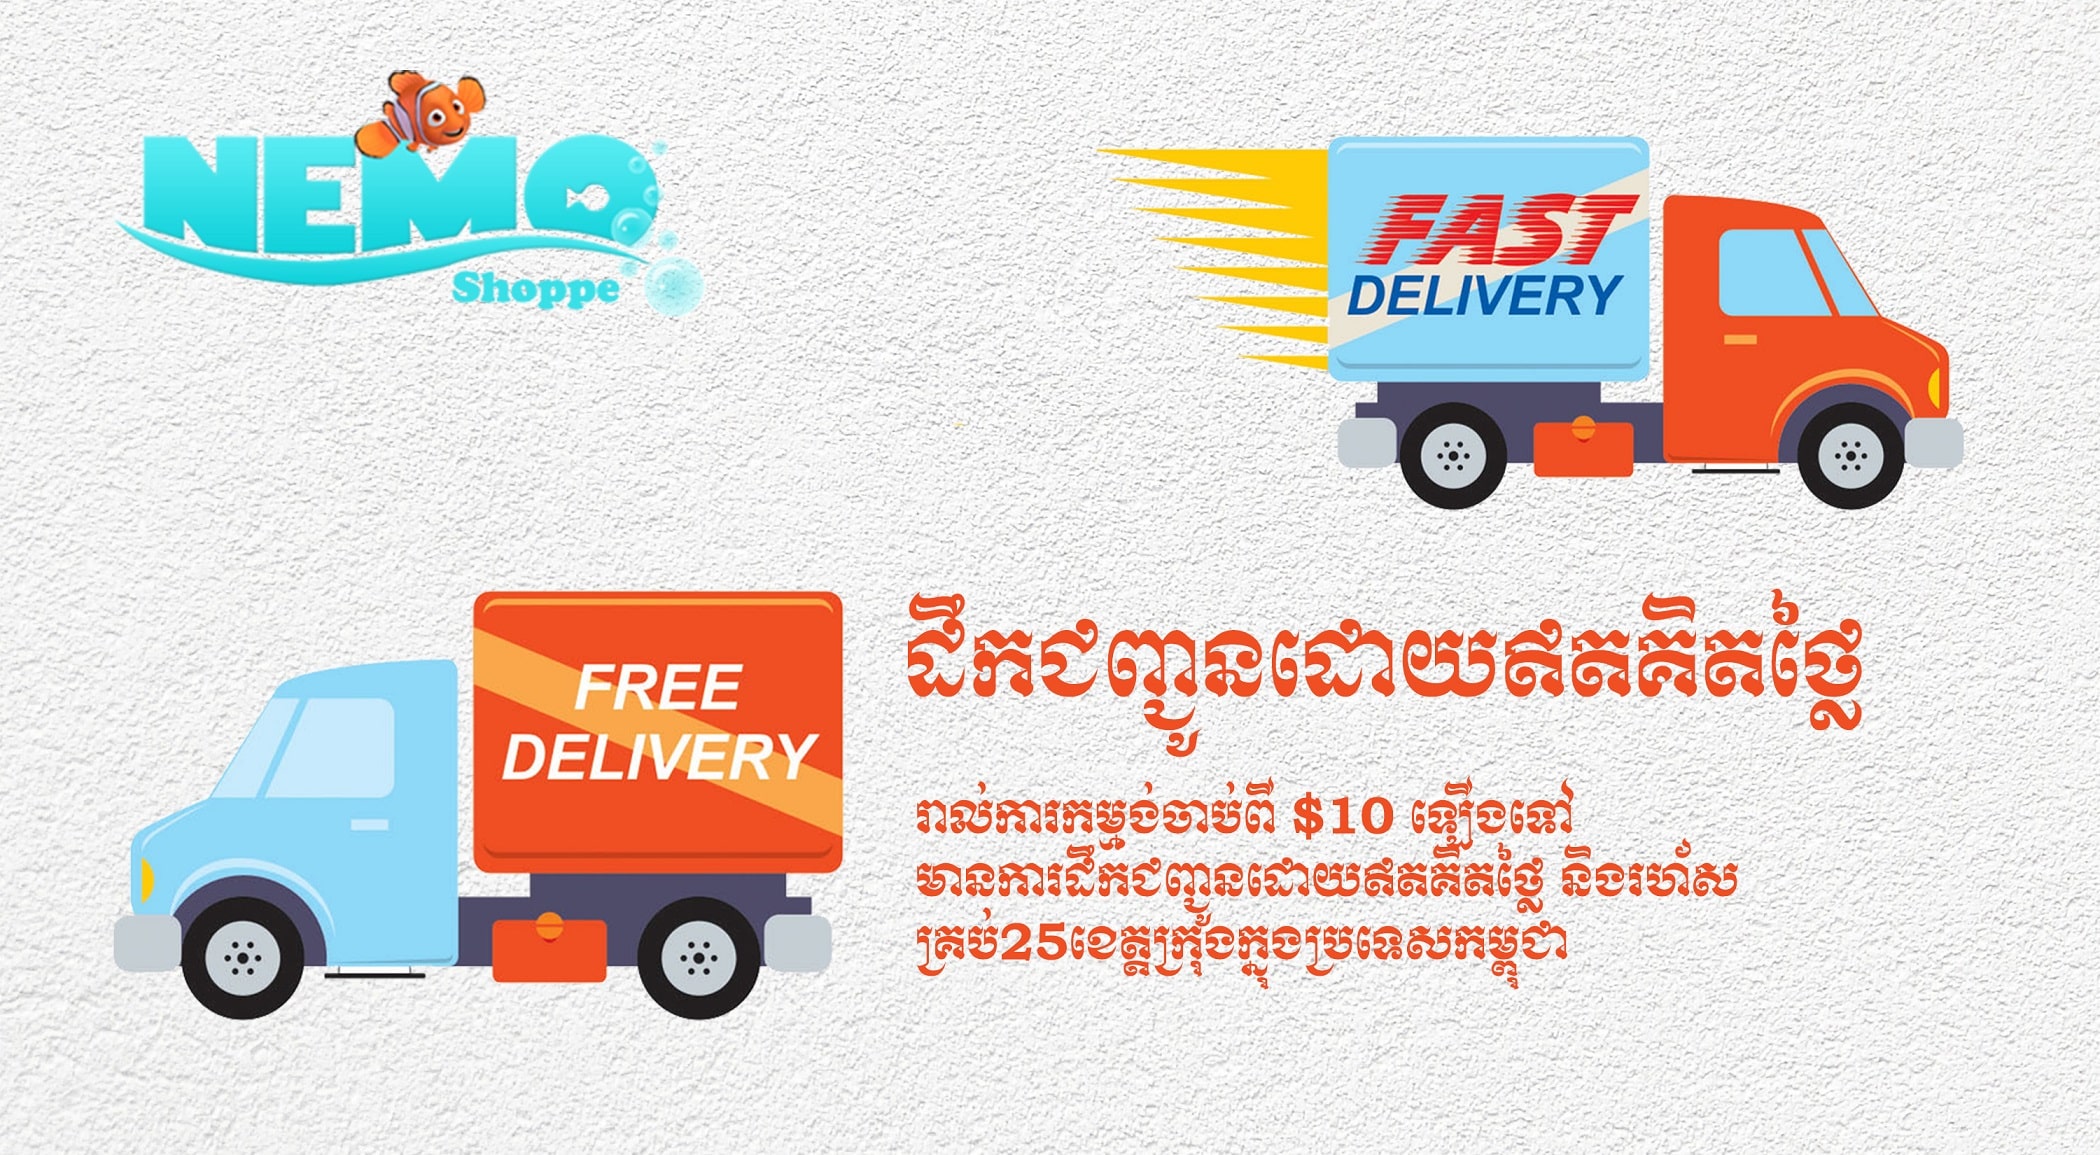 NEMO
Shoppe
FAST
DELIVERY
FREE
DELIVERY
ដឹកជញ្ជូនដោយឥតគិតថ្លៃ
រាល់ការកម្មង់ចាប់ពី $10 ឡើងទៅ
មានការដឹកជញ្ជូនដោយឥតគិតថ្លៃ និងរហ័ស
គ្រប់25ខេត្តក្រុងក្នុងប្រទេសកម្ពុជា